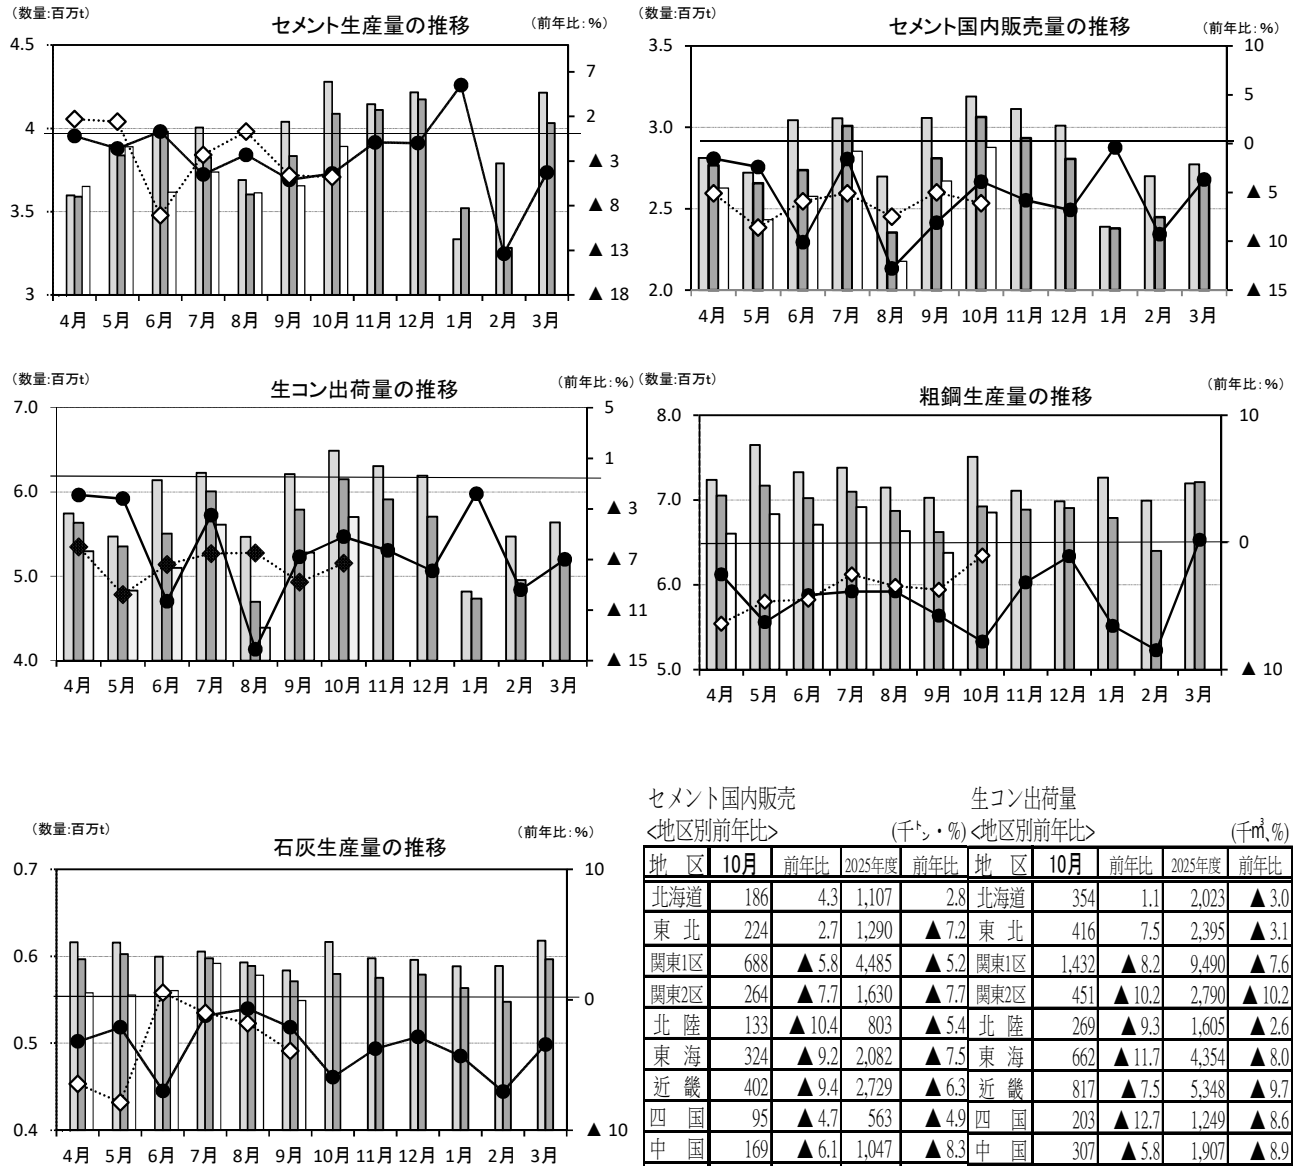 （数量:百万t）
セメント生産量の推移
（前年比：%）
4.5
4
3.5
3
7
2
▲ 3
▲ 8
▲ 13
▲ 18
4月 5月 6月 7月 8月 9月 10月 11月 12月 1月 2月 3月
（数量:百万t）
セメント国内販売量の推移
（前年比：%）
3.5
3.0
2.5
2.0
10
5
0
▲ 5
▲ 10
▲ 15
4月 5月 6月 7月 8月 9月 10月 11月 12月 1月 2月 3月
（数量:百万t）
生コン出荷量の推移
（前年比：%）
7.0
6.0
5.0
4.0
5
1
▲ 3
▲ 7
▲ 11
▲ 15
4月 5月 6月 7月 8月 9月 10月 11月 12月 1月 2月 3月
（数量:百万t）
粗鋼生産量の推移
（前年比：%）
8.0
7.0
6.0
5.0
10
0
▲ 10
4月 5月 6月 7月 8月 9月 10月 11月 12月 1月 2月 3月
（数量:百万t）
石灰生産量の推移
（前年比：%）
0.7
0.6
0.5
0.4
10
0
▲ 10
4月 5月 6月 7月 8月 9月 10月 11月 12月 1月 2月 3月
セメント国内販売
<地区別前年比> （千㌧・%）
地 区 10月 前年比 2025年度 前年比
北海道 186 4.3 1,107 2.8
東 北 224 2.7 1,290 ▲ 7.2
関東1区 688 ▲ 5.8 4,485 ▲ 5.2
関東2区 264 ▲ 7.7 1,630 ▲ 7.7
北 陸 133 ▲ 10.4 803 ▲ 5.4
東 海 324 ▲ 9.2 2,082 ▲ 7.5
近 畿 402 ▲ 9.4 2,729 ▲ 6.3
四 国 95 ▲ 4.7 563 ▲ 4.9
中 国 169 ▲ 6.1 1,047 ▲ 8.3
生コン出荷量
<地区別前年比> （千㎥、%）
地 区 10月 前年比 2025年度 前年比
北海道 354 1.1 2,023 ▲ 3.0
東 北 416 7.5 2,395 ▲ 3.1
関東1区 1,432 ▲ 8.2 9,490 ▲ 7.6
関東2区 451 ▲ 10.2 2,790 ▲ 10.2
北 陸 269 ▲ 9.3 1,605 ▲ 2.6
東 海 662 ▲ 11.7 4,354 ▲ 8.0
近 畿 817 ▲ 7.5 5,348 ▲ 9.7
四 国 203 ▲ 12.7 1,249 ▲ 8.6
中 国 307 ▲ 5.8 1,907 ▲ 8.9